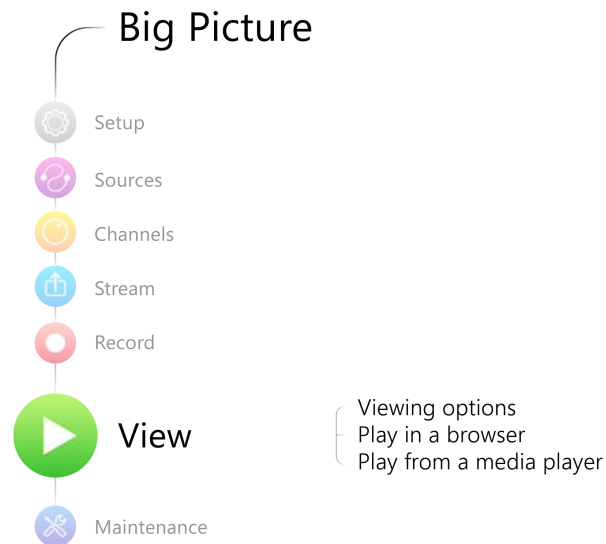 Big Picture
Setup
Sources
Channels
Stream
Record
View
Viewing options
Play in a browser
Play from a media player
Maintenance